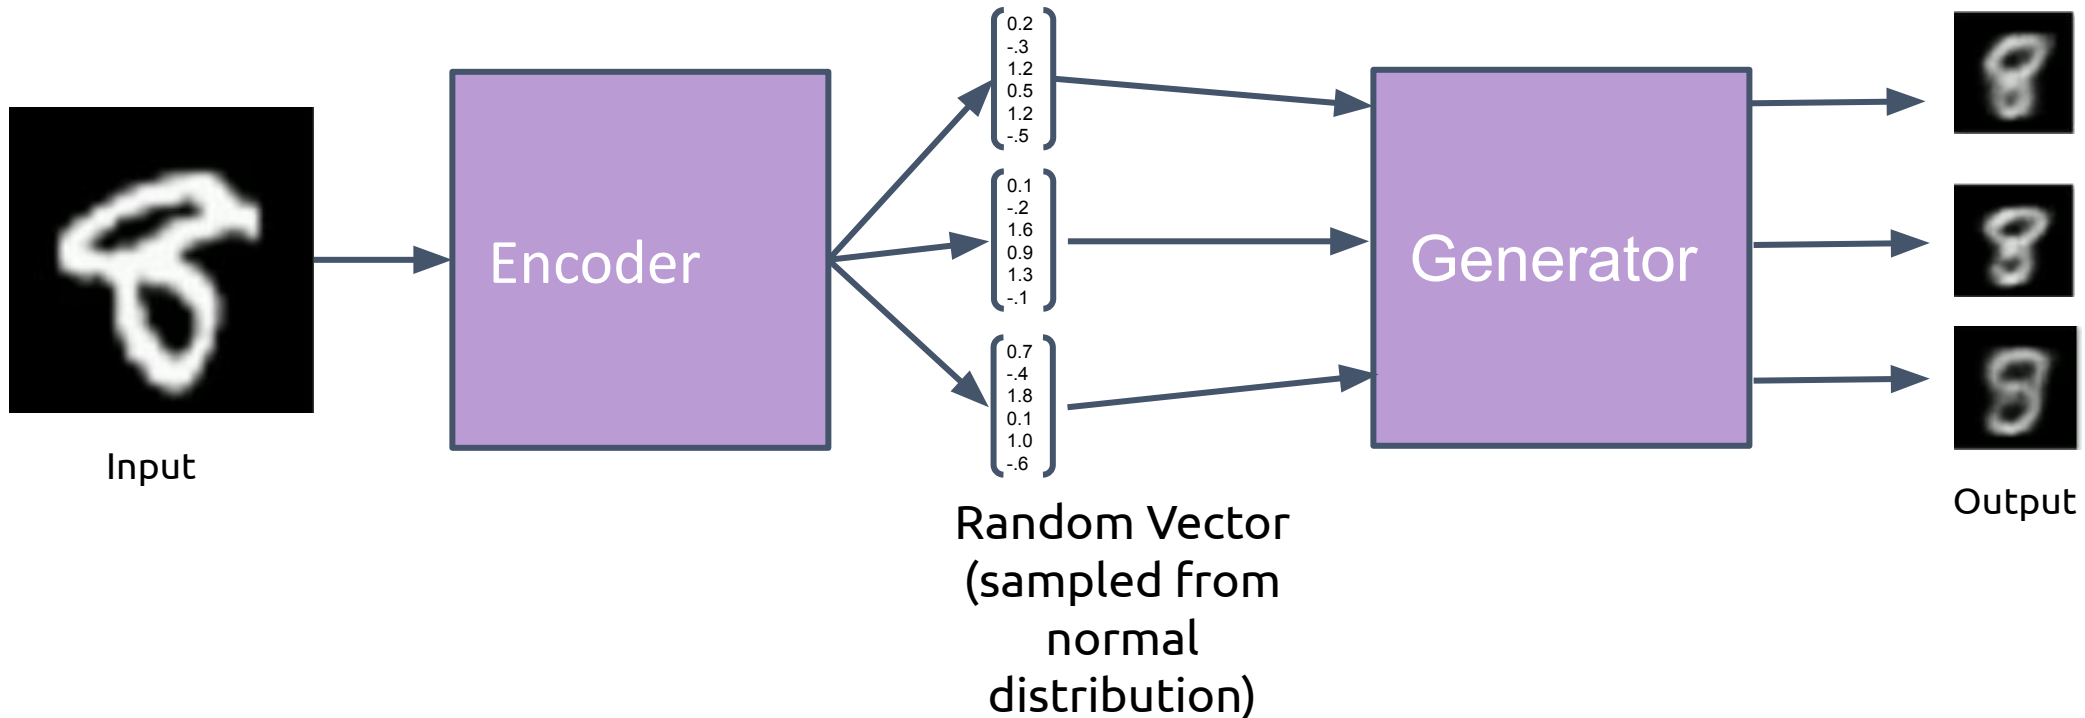 Input
Encoder
0.2
-.3
1.2
0.5
1.2
-.5
0.1
-.2
1.6
0.9
1.3
-.1
0.7
-.4
1.8
0.1
1.0
-.6
Random Vector
(sampled from
normal
distribution)
Generator
Output